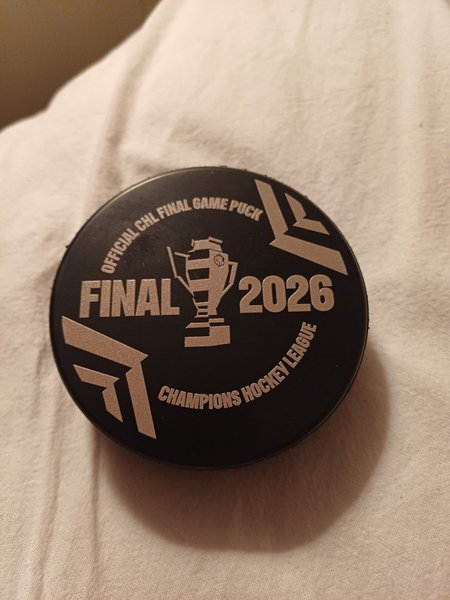 OFFICIAL CHL FINAL GAME PUCK
FINAL 2026
CHAMPIONS HOCKEY LEAGUE